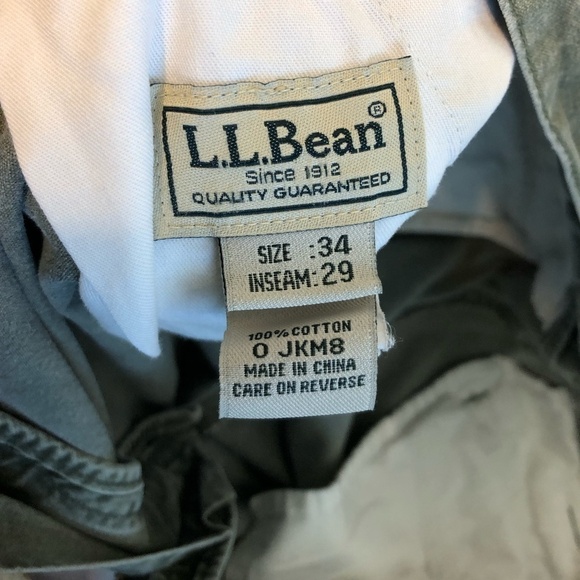 L.L.Bean®
Since 1912
QUALITY GUARANTEED
SIZE :34
INSEAM:29
100% COTTON
0 JKM8
MADE IN CHINA
CARE ON REVERSE